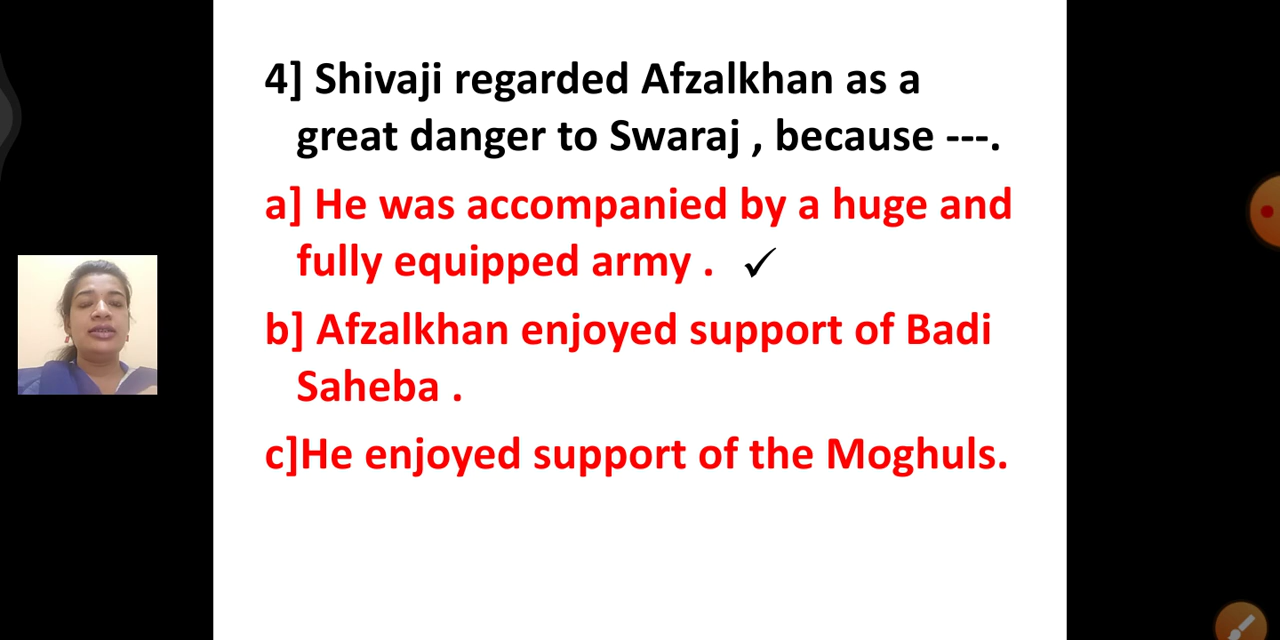 4] Shivaji regarded Afzalkhan as a
great danger to Swaraj , because ---.
a] He was accompanied by a huge and
fully equipped army . ✓
b] Afzalkhan enjoyed support of Badi
Saheba .
c]He enjoyed support of the Moghuls.